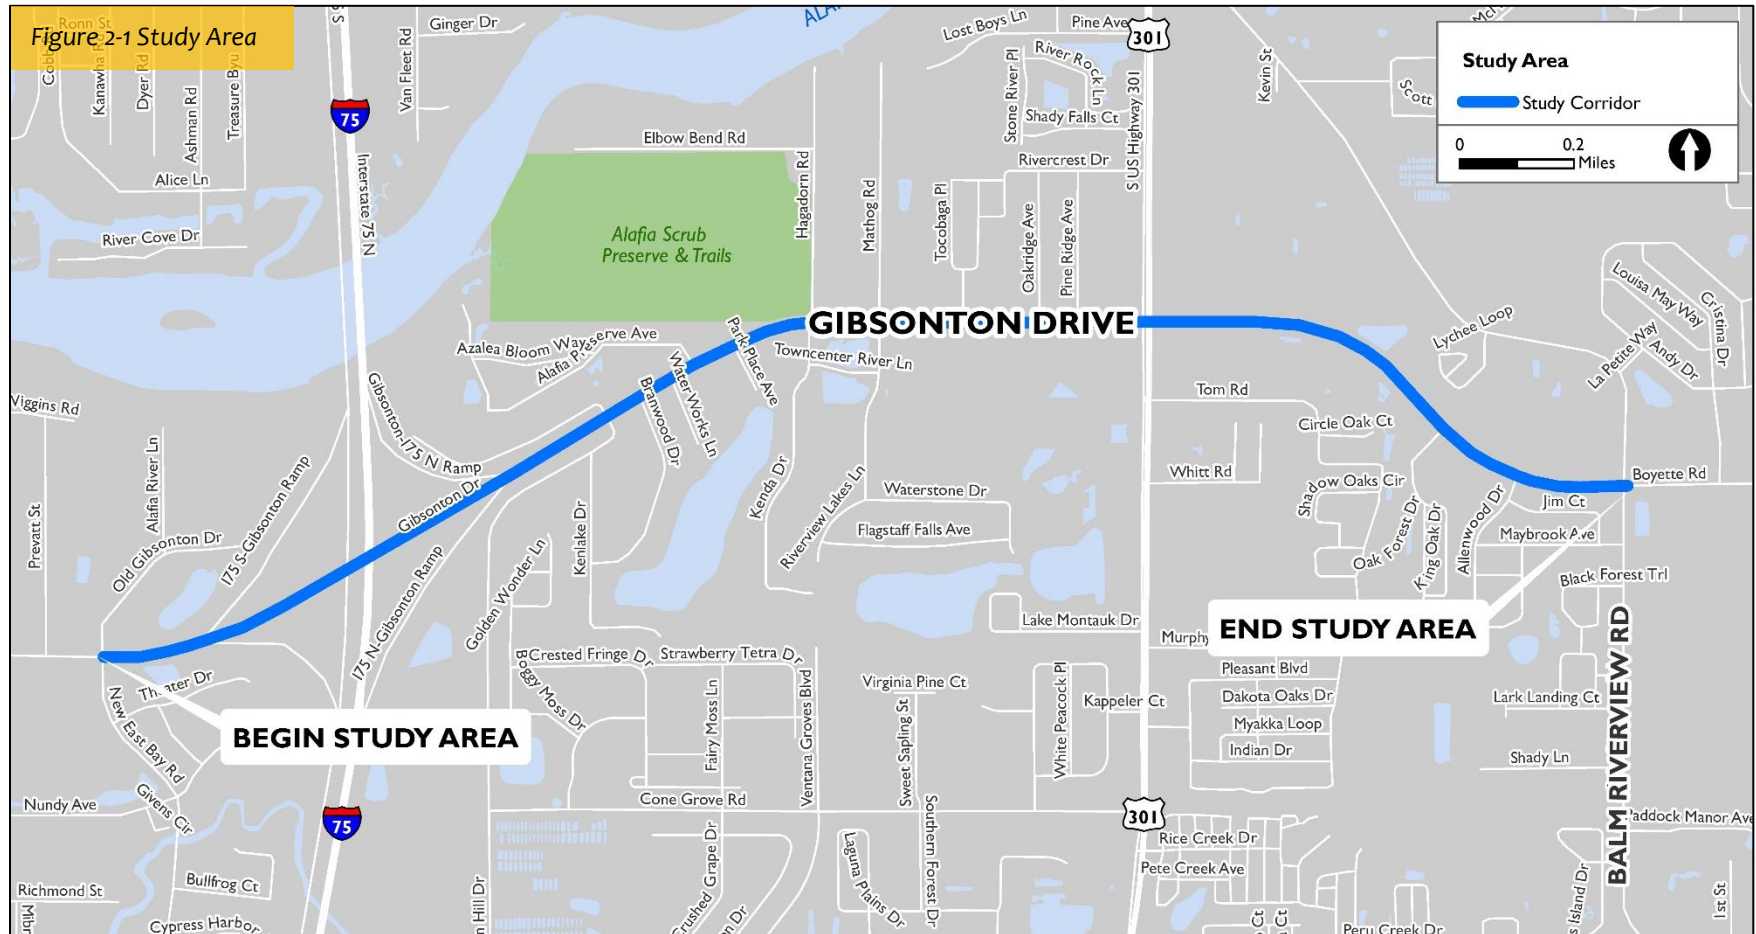 Figure 2-1 Study Area
Ronn St
Kanawha
Dyer Rd
Ashman Rd
Treasure Byu
Van Fleet Rd
Ginger Dr
75
Interstate 75 N
Alice Ln
River Cove Dr
Elbow Bend Rd
Hagadorn Rd
Mathog Rd
Alafia Scrub
Preserve & Trails
Lost Boys Ln
Pine Ave
301
River Rock Ln
Stone River Pl
Shady Falls Ct
Rivercrest Dr
S US Highway 301
Tocobaga Pl
Oakridge Ave
Pine Ridge Ave
Kevin St
Scott
Study Area
Study Corridor
0 0.2
Miles
GIBSONTON DRIVE
Azalea Bloom Way
Alafia Preserve Ave
Park Place Ave
Water Works Ln
Branwood Dr
Towncenter River Ln
Lychee Loop
Louisa May Way
Cristina Dr
La Petite Way
Andy Dr
Viggins Rd
Prevatt St
Alafia River Ln
Old Gibsonton Dr
I75 S-Gibsonton Ramp
Gibsonton-I75 N Ramp
Gibsonton Dr
I75 N-Gibsonton Ramp
Golden Wonder Ln
Kenlake Dr
Kenda Dr
Riverview Lakes Ln
Waterstone Dr
Flagstaff Falls Ave
Tom Rd
Whitt Rd
Circle Oak Ct
Shadow Oaks Cir
Oak Forest Dr
King Oak Dr
Allenwood Dr
Jim Ct
Boyette Rd
Maybrook Ave
Black Forest Trl
Lake Montauk Dr
Murphy
END STUDY AREA
BALM RIVERVIEW RD
Theater Dr
New East Bay Rd
BEGIN STUDY AREA
Boggy Moss Dr
Crested Fringe Dr
Strawberry Tetra Dr
Fairy Moss Ln
Ventana Groves Blvd
Virginia Pine Ct
Sweet Sapling St
White Peacock Pl
Kappeler Ct
Pleasant Blvd
Dakota Oaks Dr
Myakka Loop
Indian Dr
Lark Landing Ct
Shady Ln
Nundy Ave
Givens Cir
75
Cone Grove Rd
301
Rice Creek Dr
Pete Creek Ave
Paddock Manor Ave
Richmond St
Bullfrog Ct
Cypress Harbor
Hill Dr
Crushed Grape Dr
Laguna Plains Dr
Southern Forest Dr
Peru Creek Dr
Island Dr
1st St